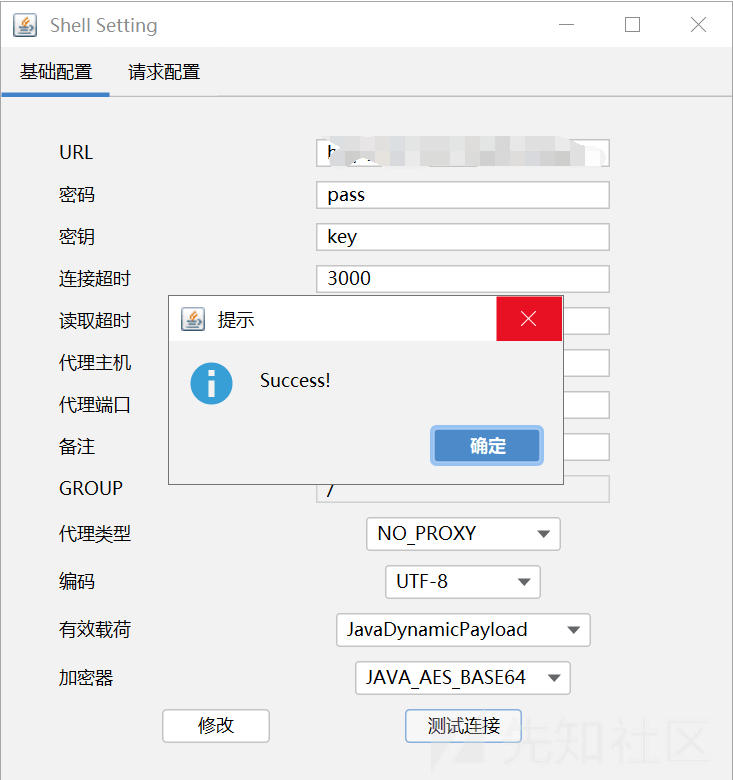 Shell Setting
基础配置 请求配置
URL
密码 pass
密钥 key
连接超时 3000
读取超时
提示
代理主机
Success!
代理端口
备注 确定
GROUP /
代理类型 NO_PROXY
编码 UTF-8
有效载荷 JavaDynamicPayload
加密器 JAVA_AES_BASE64
修改 测试连接
先知社区